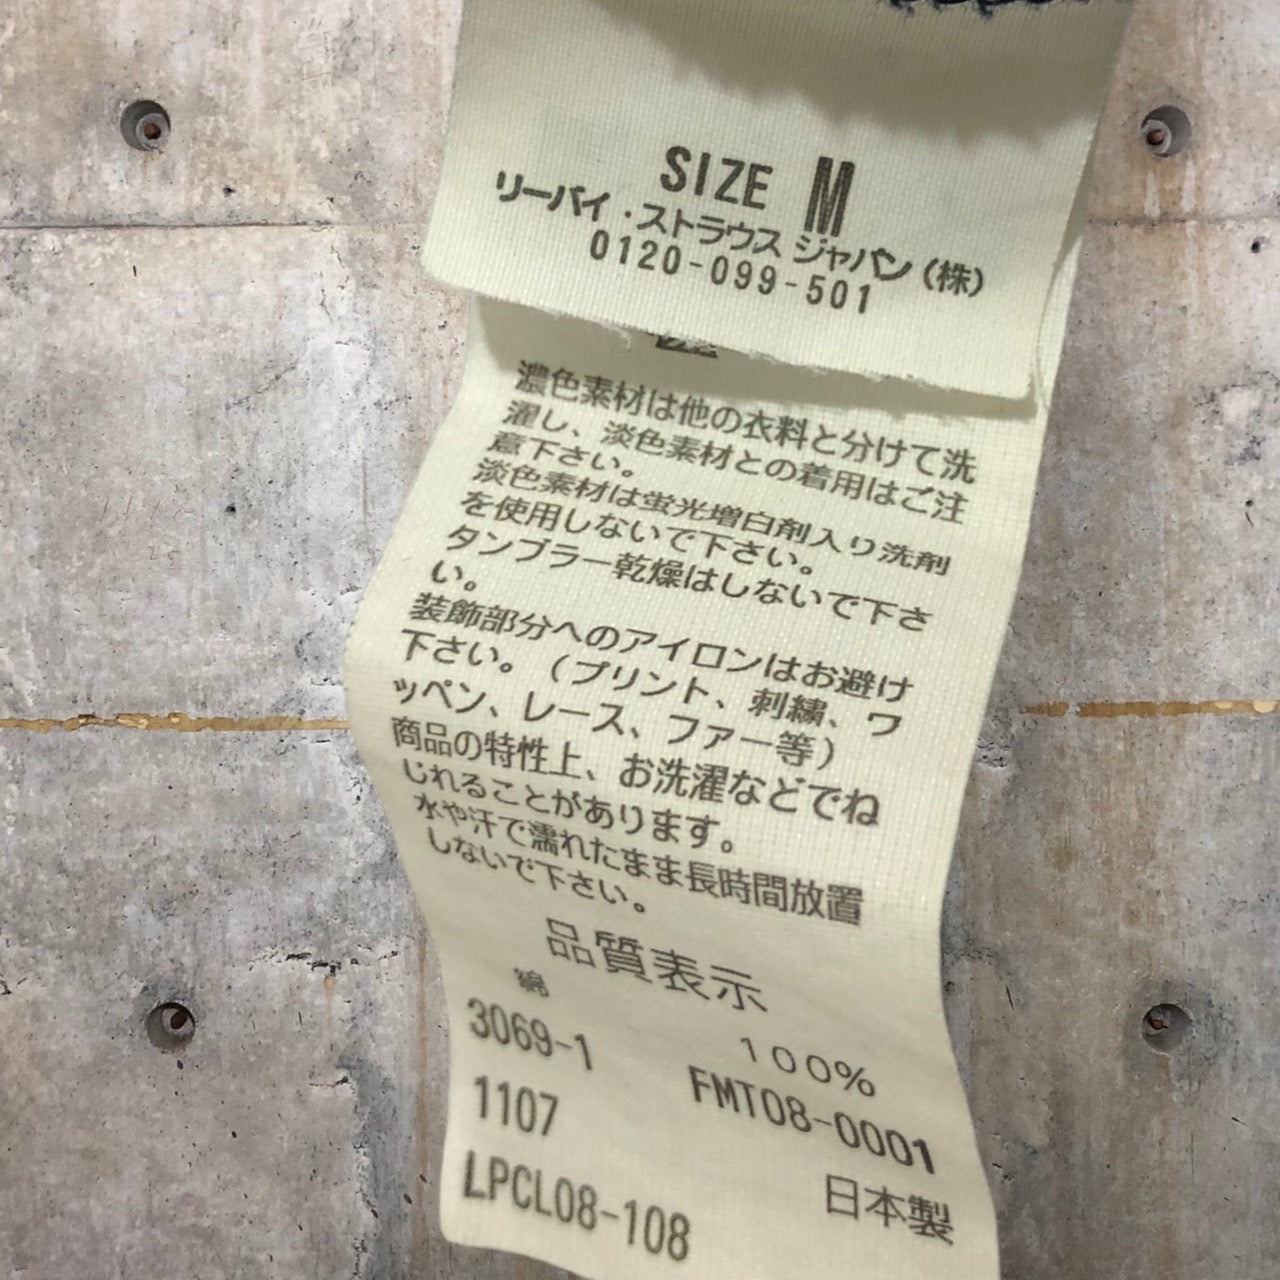 SIZE M
リーバイ・ストラウス ジャパン(株)
0120-099-501
濃色素材は他の衣料と分けて洗
濯し、淡色素材との着用はご注
意下さい。
淡色素材は蛍光増白剤入り洗剤
を使用しないで下さい。
タンブラー乾燥はしないで下さ
い。
装飾部分へのアイロンはお避け
下さい。(プリント、刺繍、ワ
ッペン、レース、ファー等)
商品の特性上、お洗濯などでね
じれることがあります。
水や汗で濡れたまま長時間放置
しないで下さい。
品質表示
綿 100%
3069-1 FMT08-0001
1107
LPCL08-108 日本製